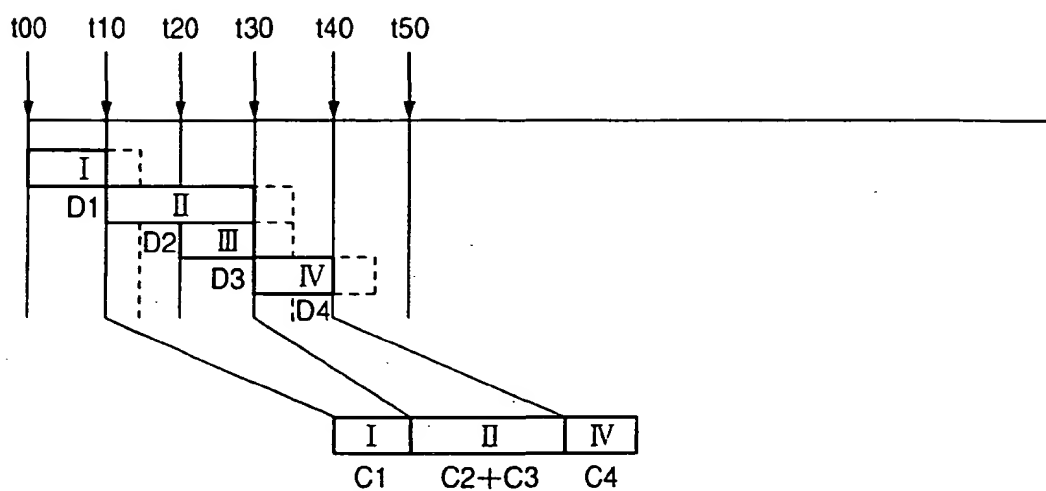 t00 t10 t20 t30 t40 t50
I
D1 II
D2 III
D3 IV
D4
I II IV
C1 C2+C3 C4